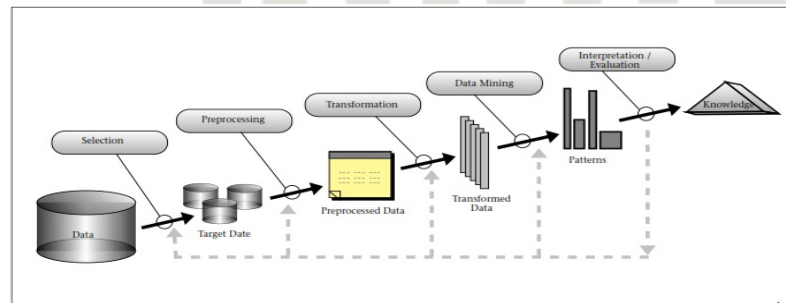 Interpretation /
Evaluation
Data Mining
Transformation
Preprocessing
Selection
Knowledge
Patterns
Transformed
Data
Preprocessed Data
Target Date
Data